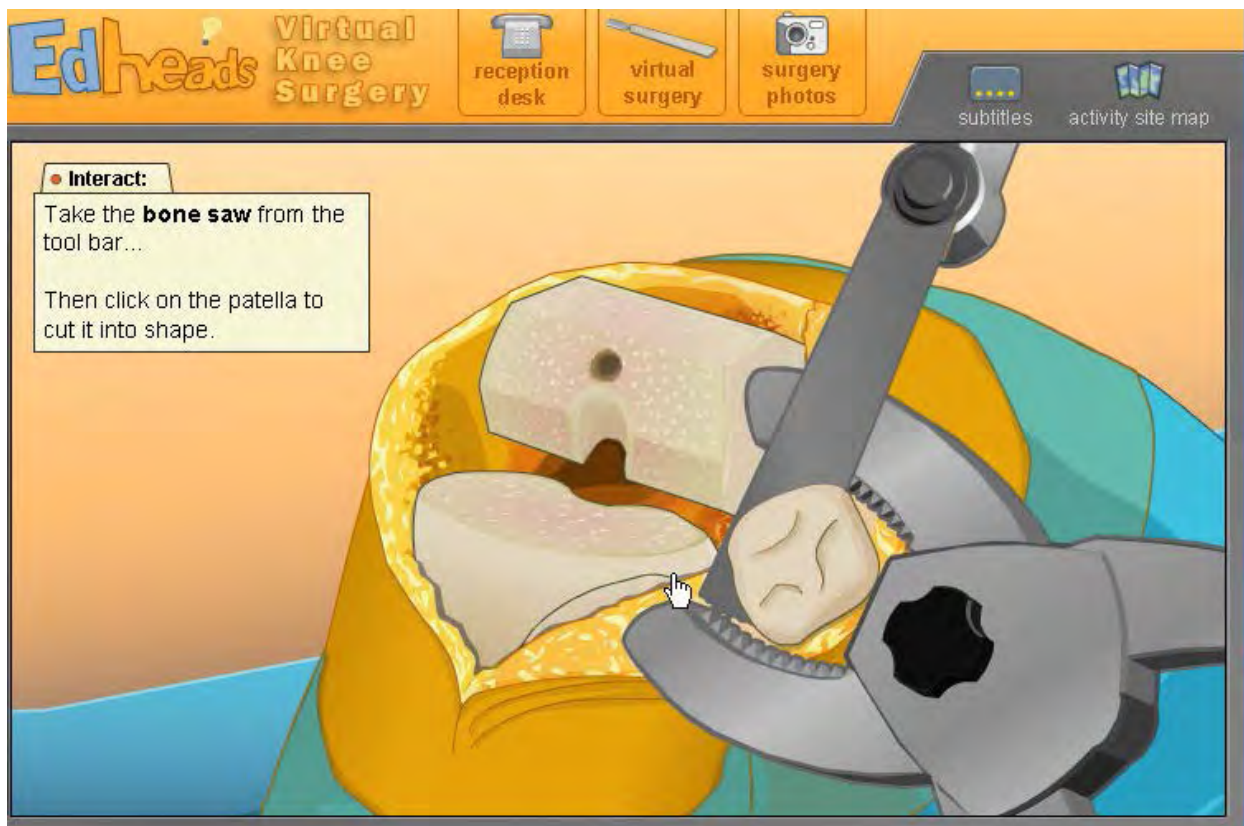 Edheads
Virtual
Knee
Surgery
reception
desk
virtual
surgery
surgery
photos
subtitles
activity site map
Interact:
Take the bone saw from the
tool bar...
Then click on the patella to
cut it into shape.